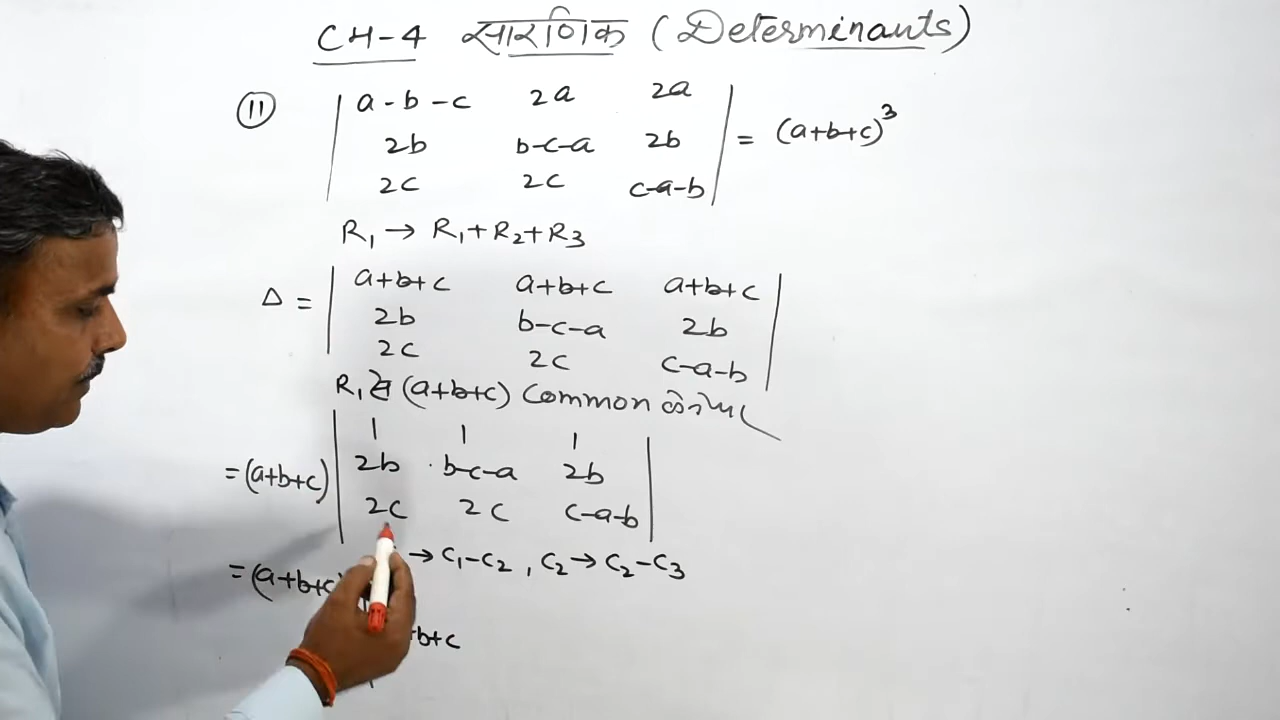 CH-4 सारणिक (Determinants)
(11) | a-b-c 2a 2a |
| 2b b-c-a 2b | = (a+b+c)³
| 2c 2c c-a-b |
R₁ → R₁+R₂+R₃
| a+b+c a+b+c a+b+c |
Δ = | 2b b-c-a 2b |
| 2c 2c c-a-b |
R₁ से (a+b+c) Common लेने पर
| 1 1 1 |
= (a+b+c) | 2b b-c-a 2b |
| 2c 2c c-a-b |
→ C₁-C₂, C₂ → C₂-C₃
= (a+b+c)
+b+c